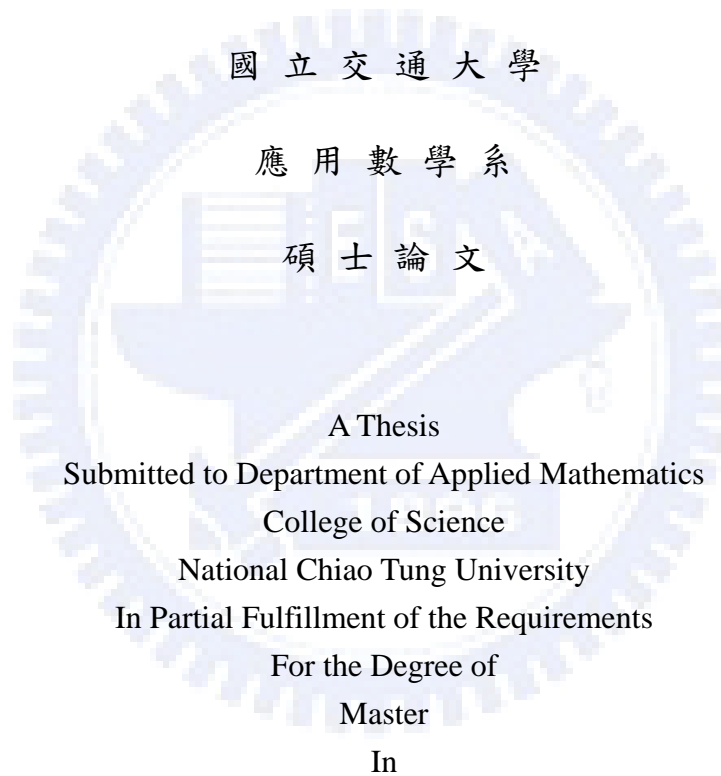 國 立 交 通 大 學
應 用 數 學 系
碩 士 論 文
A Thesis
Submitted to Department of Applied Mathematics
College of Science
National Chiao Tung University
In Partial Fulfillment of the Requirements
For the Degree of
Master
In